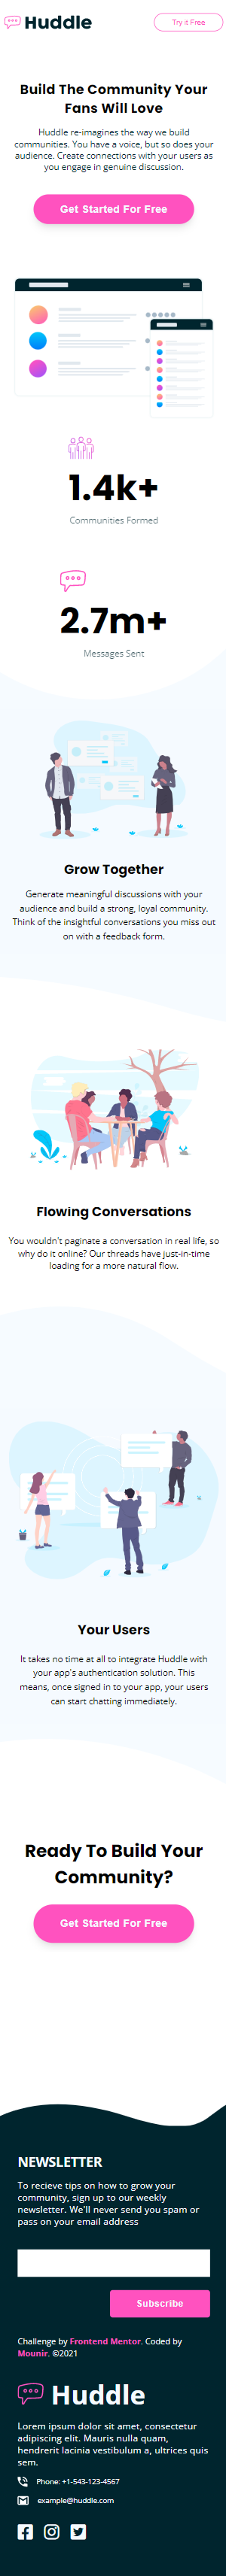 Huddle
Try it Free
Build The Community Your
Fans Will Love
Huddle re-imagines the way we build
communities. You have a voice, but so does your
audience. Create connections with your users as
you engage in genuine discussion.
Get Started For Free
1.4k+
Communities Formed
2.7m+
Messages Sent
Grow Together
Generate meaningful discussions with your
audience and build a strong, loyal community.
Think of the insightful conversations you miss out
on with a feedback form.
Flowing Conversations
You wouldn't paginate a conversation in real life, so
why do it online? Our threads have just-in-time
loading for a more natural flow.
Your Users
It takes no time at all to integrate Huddle with
your app's authentication solution. This
means, once signed in to your app, your users
can start chatting immediately.
Ready To Build Your
Community?
Get Started For Free
NEWSLETTER
To recieve tips on how to grow your
community, sign up to our weekly
newsletter. We'll never send you spam or
pass on your email address
Subscribe
Challenge by Frontend Mentor. Coded by
Mounir. ©2021
Huddle
Lorem ipsum dolor sit amet, consectetur
adipiscing elit. Mauris nulla quam,
hendrerit lacinia vestibulum a, ultrices quis
sem.
Phone: +1-543-123-4567
example@huddle.com